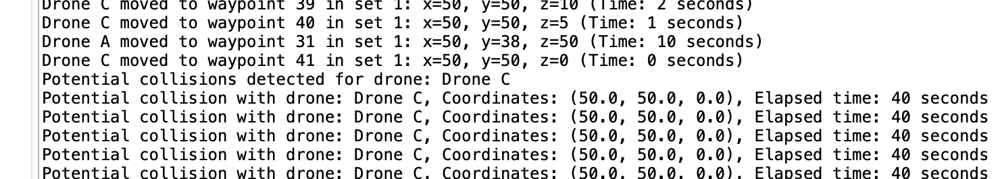 Drone C moved to waypoint 39 in set 1: x=50, y=50, z=10 (Time: 2 seconds)
Drone C moved to waypoint 40 in set 1: x=50, y=50, z=5 (Time: 1 seconds)
Drone A moved to waypoint 31 in set 1: x=50, y=38, z=50 (Time: 10 seconds)
Drone C moved to waypoint 41 in set 1: x=50, y=50, z=0 (Time: 0 seconds)
Potential collisions detected for drone: Drone C
Potential collision with drone: Drone C, Coordinates: (50.0, 50.0, 0.0), Elapsed time: 40 seconds
Potential collision with drone: Drone C, Coordinates: (50.0, 50.0, 0.0), Elapsed time: 40 seconds
Potential collision with drone: Drone C, Coordinates: (50.0, 50.0, 0.0), Elapsed time: 40 seconds
Potential collision with drone: Drone C, Coordinates: (50.0, 50.0, 0.0), Elapsed time: 40 seconds
Potential collision with drone: Drone C, Coordinates: (50.0, 50.0, 0.0), Elapsed time: 40 seconds